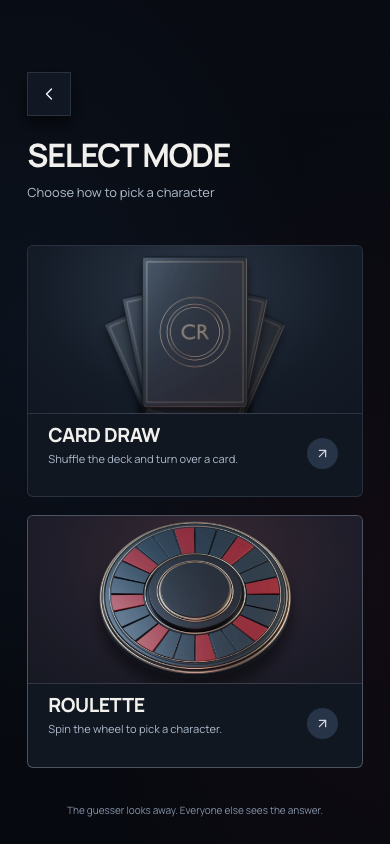 SELECT MODE
Choose how to pick a character
CR
CARD DRAW
Shuffle the deck and turn over a card.
ROULETTE
Spin the wheel to pick a character.
The guesser looks away. Everyone else sees the answer.